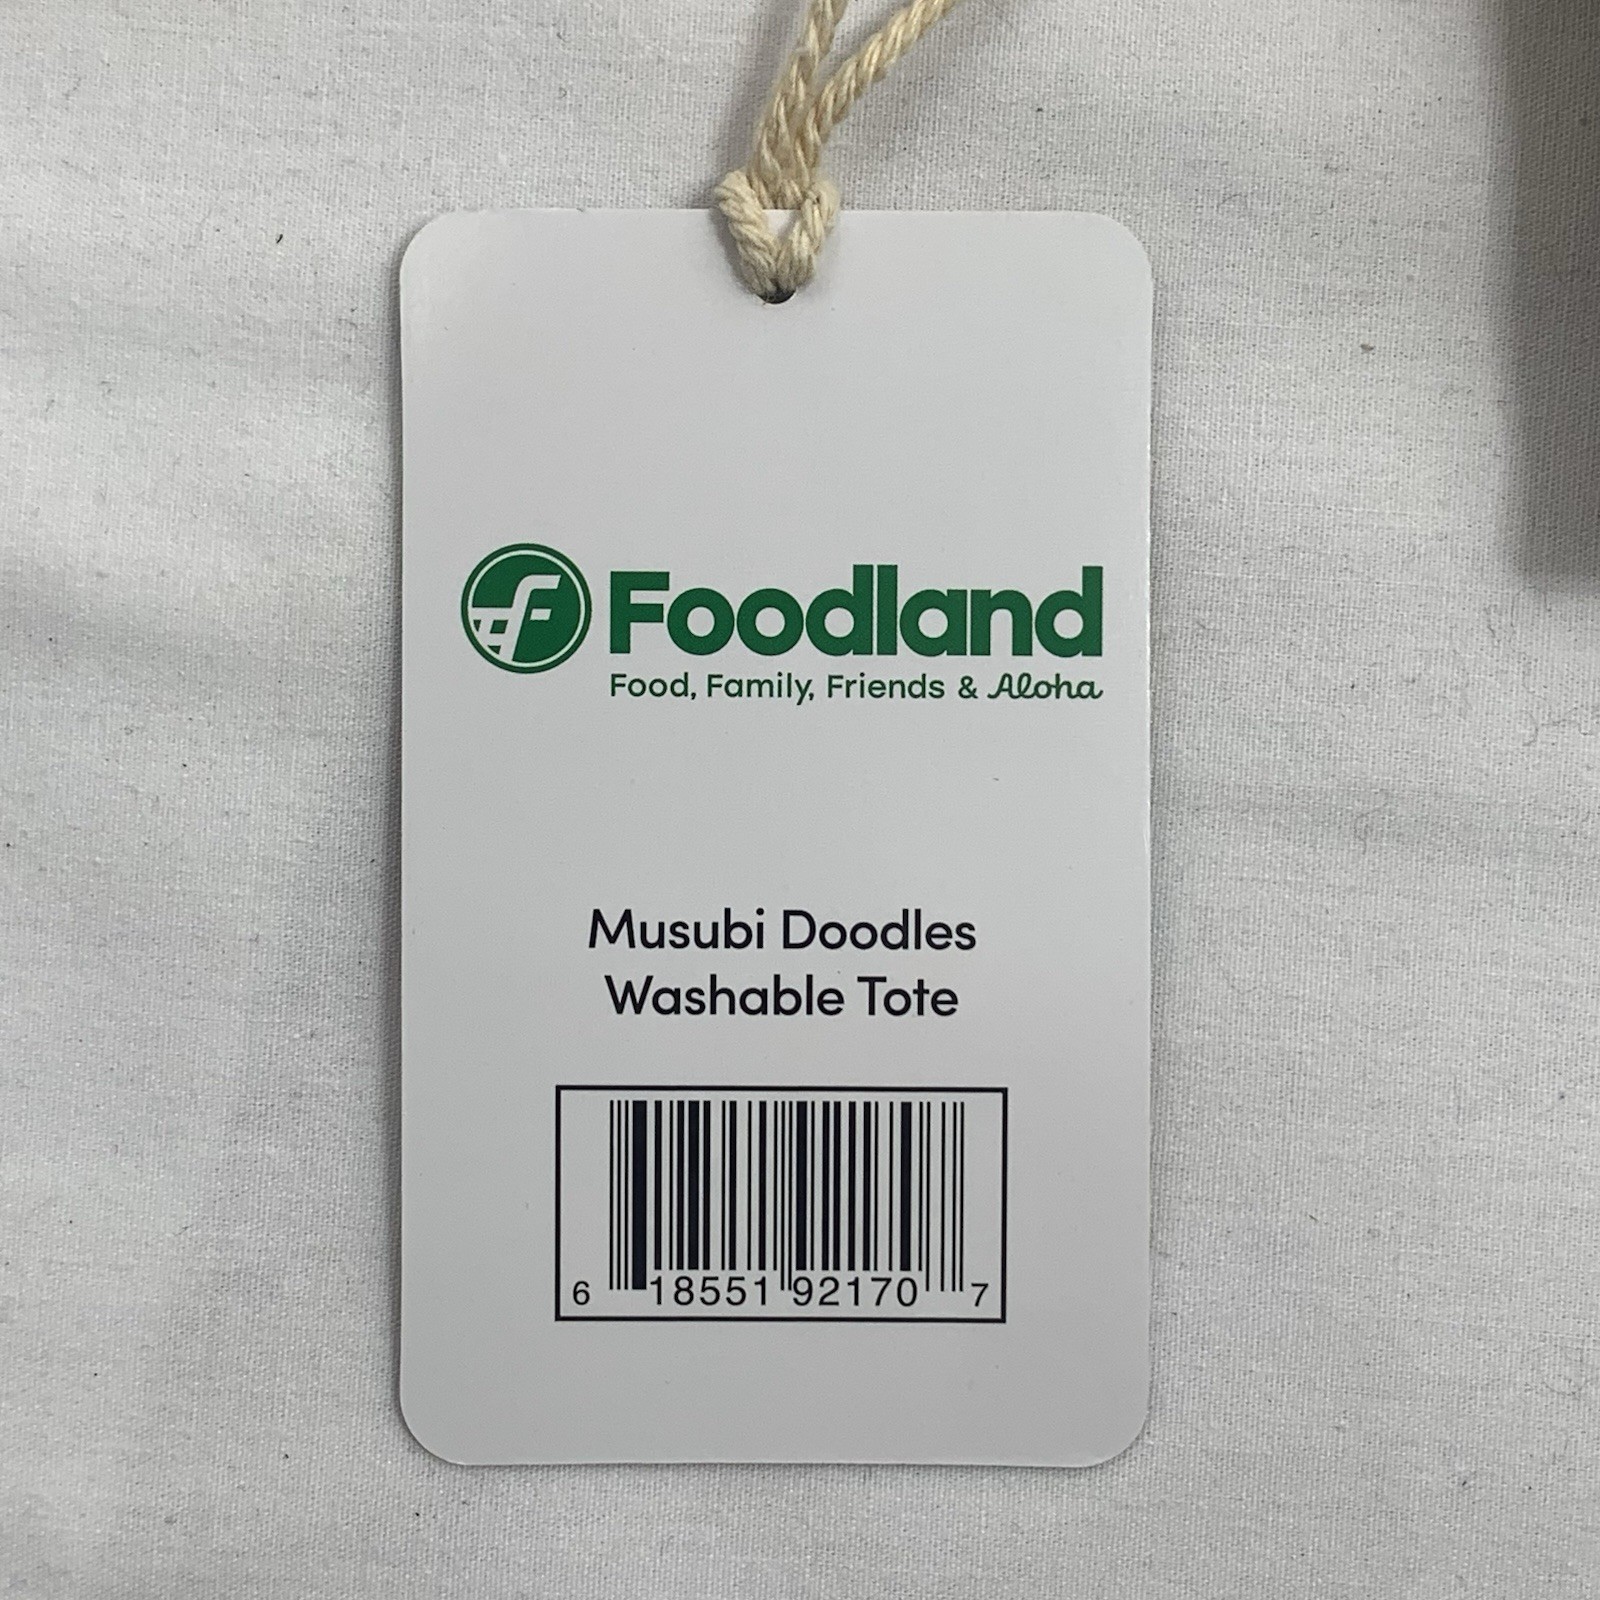 Foodland
Food, Family, Friends & Aloha
Musubi Doodles
Washable Tote
6 18551 92170 7